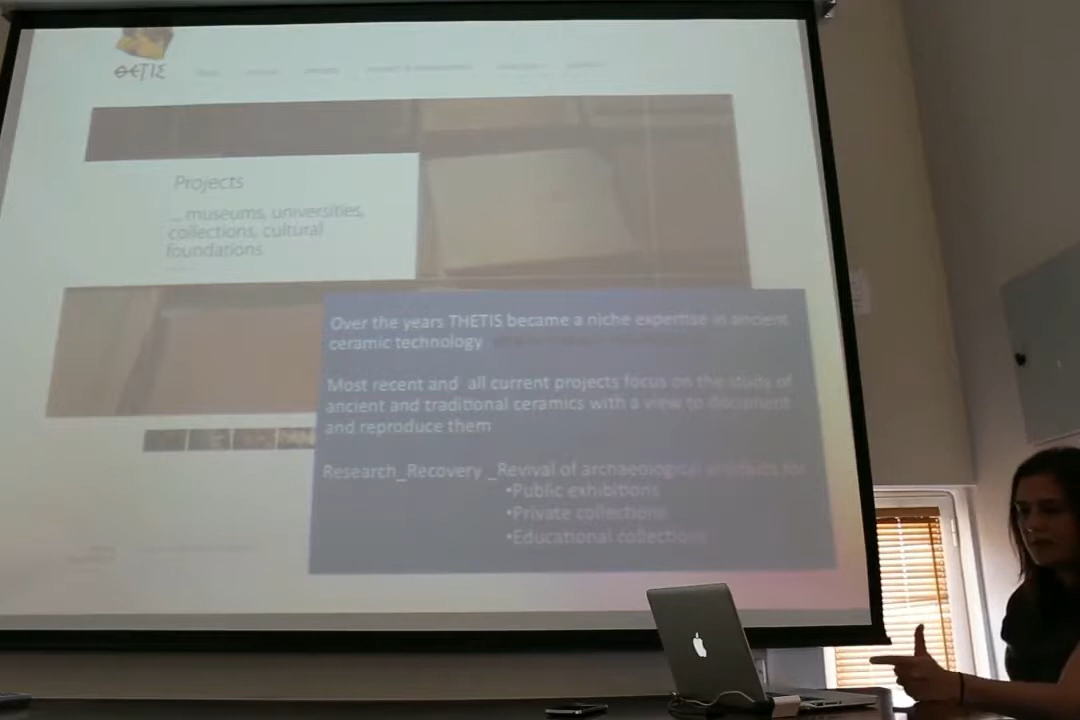 ΘΕΤΙΣ
Projects
_museums, universities,
collections, cultural
foundations
Over the years THETIS became a niche expertise in ancient
ceramic technology
Most recent and all current projects focus on the study of
ancient and traditional ceramics with a view to document
and reproduce them
Research_Recovery _Revival of archaeological artefacts for
•Public exhibitions
•Private collections
•Educational collections